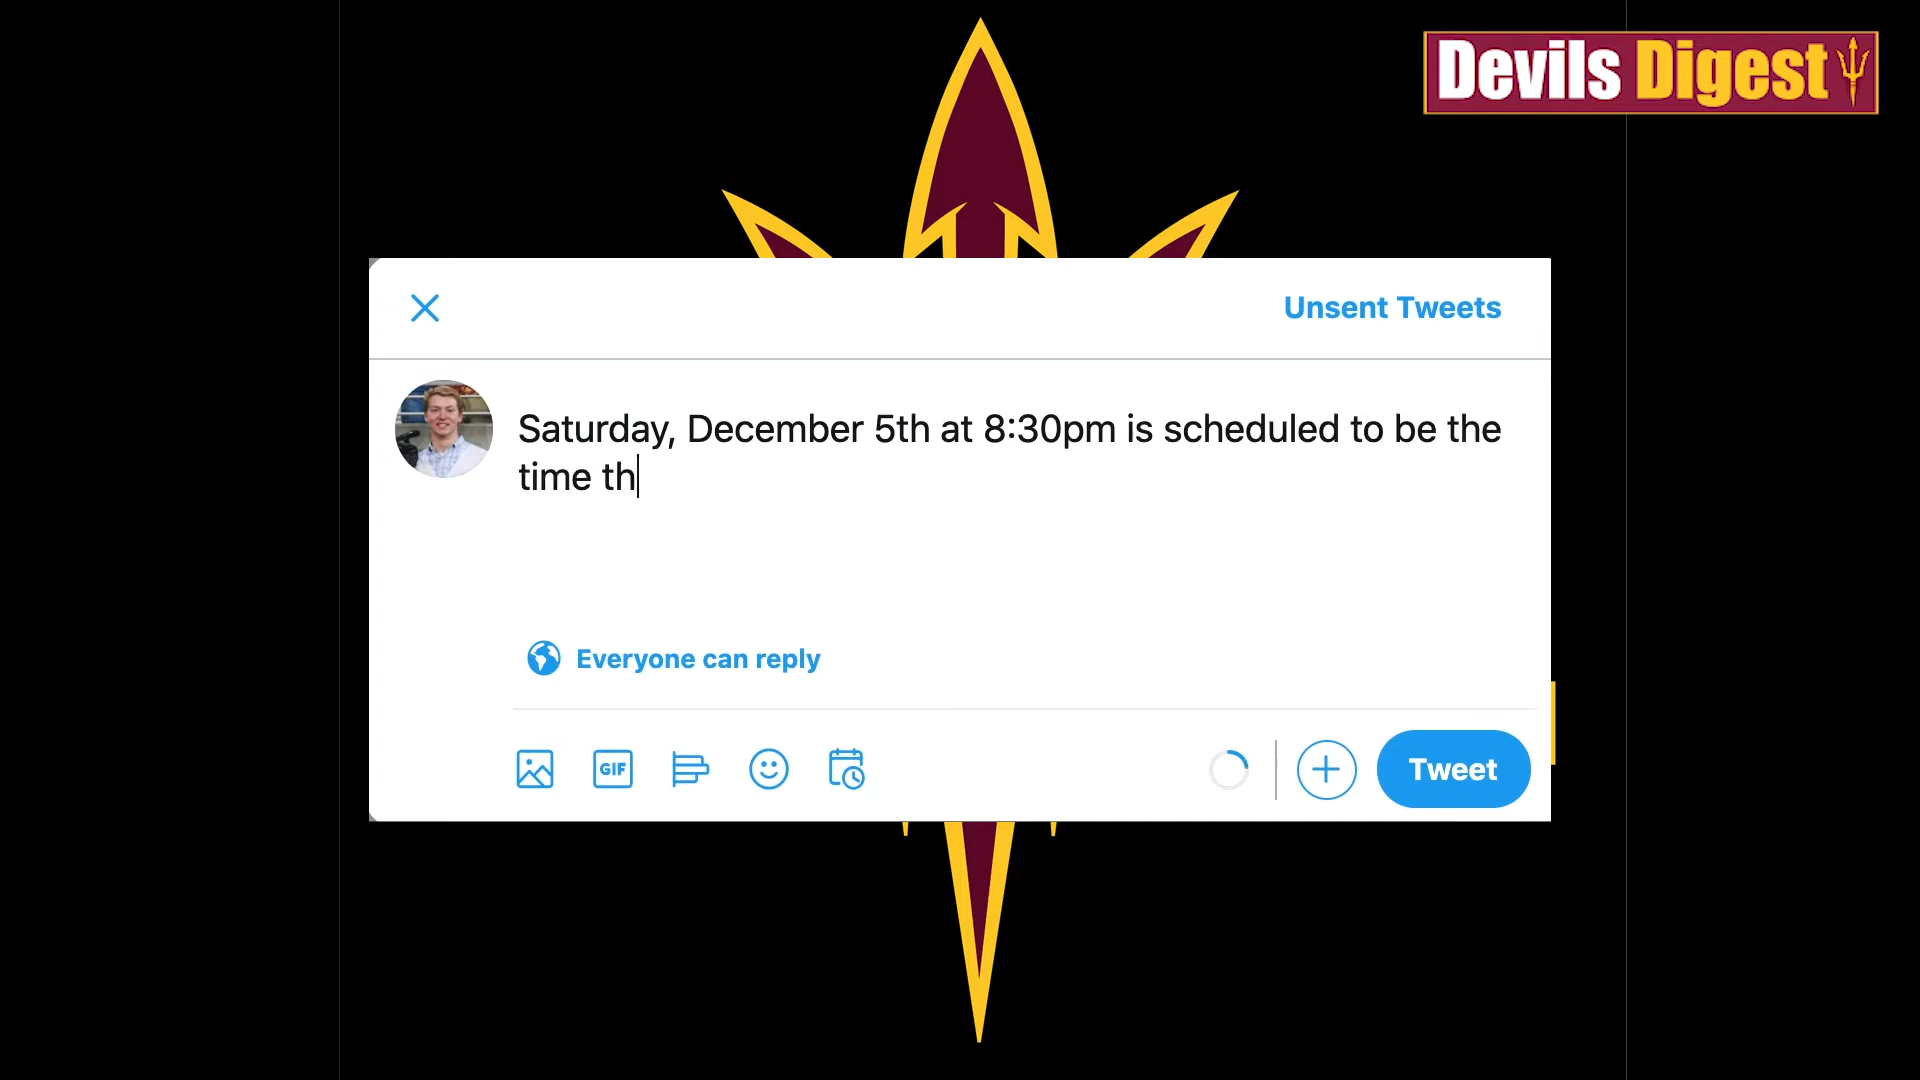 Devils Digest
Unsent Tweets
Saturday, December 5th at 8:30pm is scheduled to be the
time th
Everyone can reply
GIF
Tweet